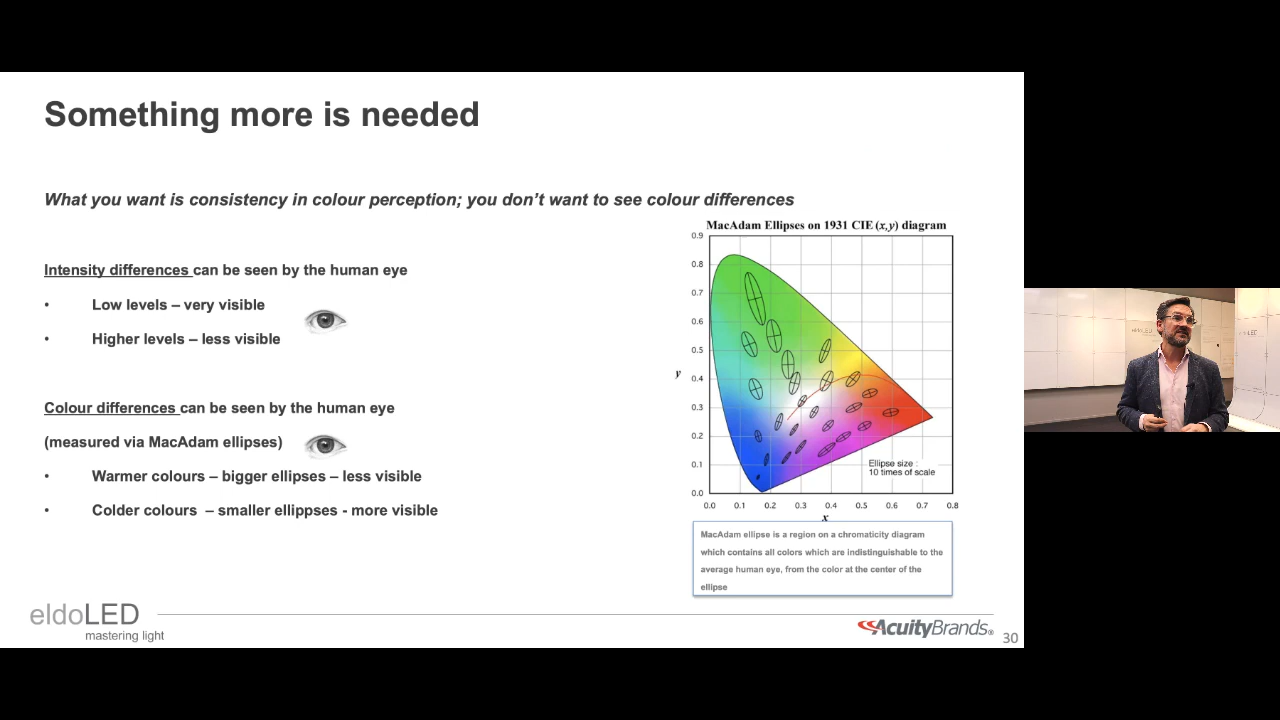 Something more is needed
What you want is consistency in colour perception; you don't want to see colour differences
Intensity differences can be seen by the human eye
• Low levels – very visible
• Higher levels – less visible
Colour differences can be seen by the human eye
(measured via MacAdam ellipses)
• Warmer colours – bigger ellipses – less visible
• Colder colours – smaller ellippses - more visible
MacAdam Ellipses on 1931 CIE (x,y) diagram
0.9
0.8
0.7
0.6
0.5
y
0.4
0.3
0.2
0.1
0.0
Ellipse size :
10 times of scale
0.0 0.1 0.2 0.3 0.4 0.5 0.6 0.7 0.8
x
MacAdam ellipse is a region on a chromaticity diagram
which contains all colors which are indistinguishable to the
average human eye, from the color at the center of the
ellipse
eldoLED
mastering light
AcuityBrands®
30
eldoLED